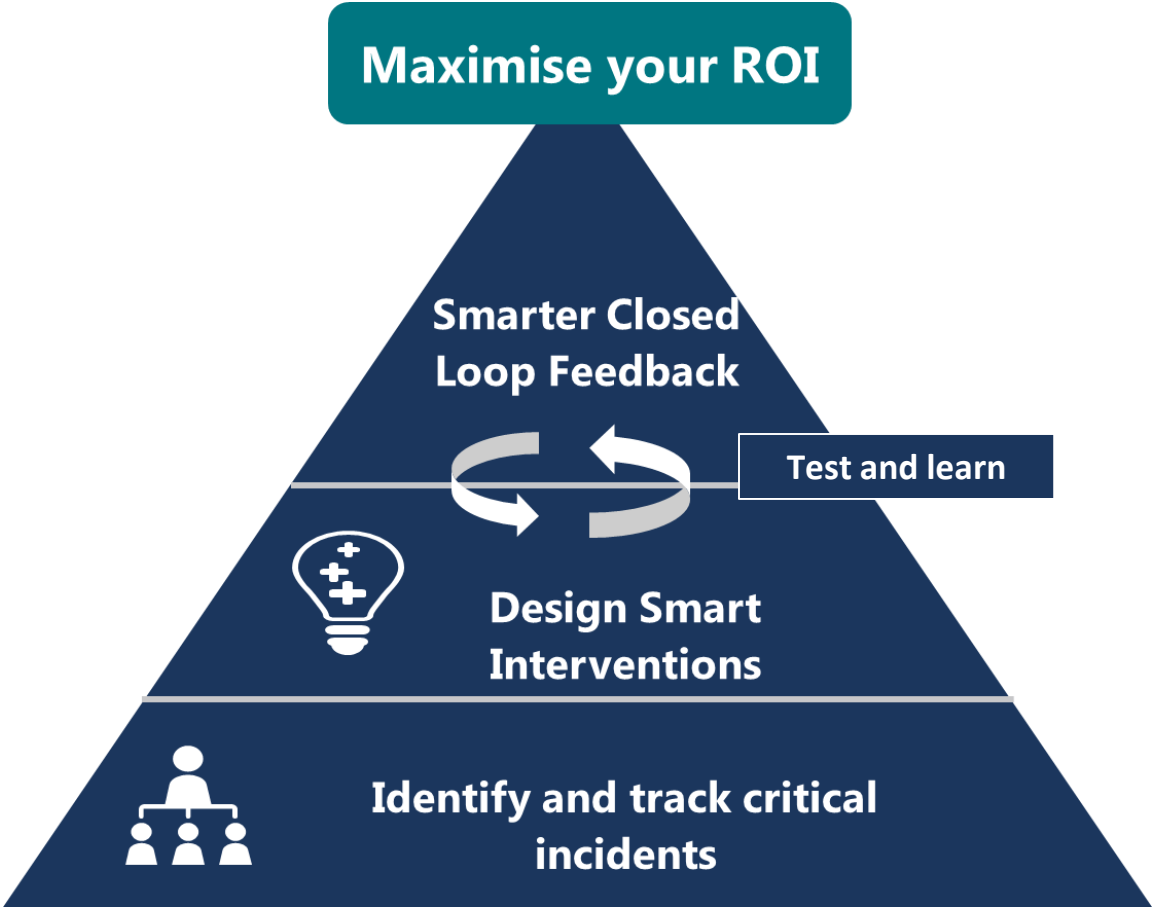 Maximise your ROI
Smarter Closed
Loop Feedback
Test and learn
Design Smart
Interventions
Identify and track critical
incidents